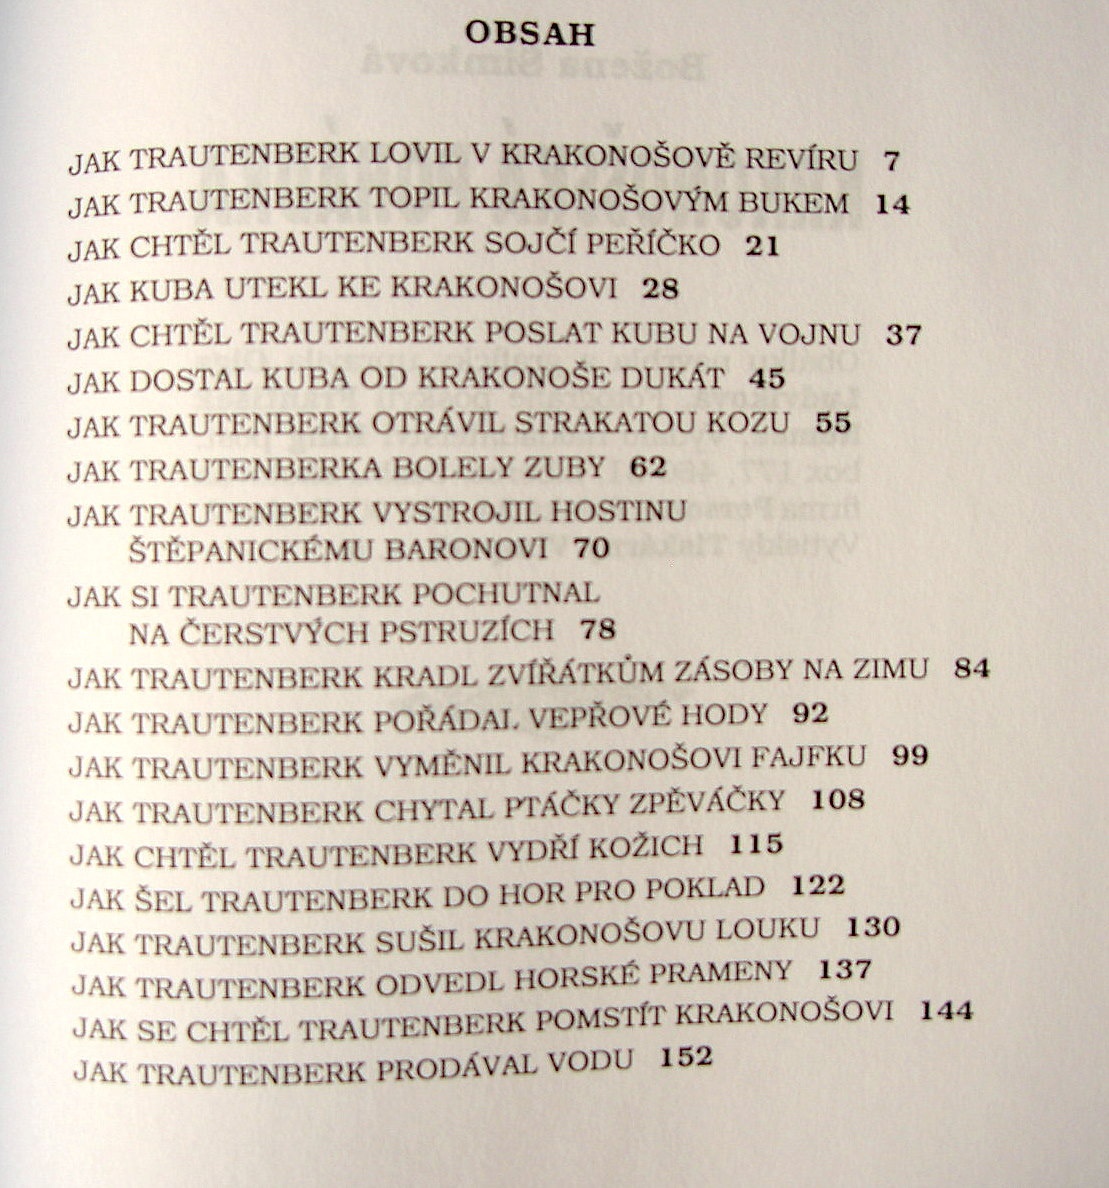 OBSAH
JAK TRAUTENBERK LOVIL V KRAKONOŠOVĚ REVÍRU 7
JAK TRAUTENBERK TOPIL KRAKONOŠOVÝM BUKEM 14
JAK CHTĚL TRAUTENBERK SOJČÍ PEŘÍČKO 21
JAK KUBA UTEKL KE KRAKONOŠOVI 28
JAK CHTĚL TRAUTENBERK POSLAT KUBU NA VOJNU 37
JAK DOSTAL KUBA OD KRAKONOŠE DUKÁT 45
JAK TRAUTENBERK OTRÁVIL STRAKATOU KOZU 55
JAK TRAUTENBERKA BOLELY ZUBY 62
JAK TRAUTENBERK VYSTROJIL HOSTINU
ŠTĚPANICKÉMU BARONOVI 70
JAK SI TRAUTENBERK POCHUTNAL
NA ČERSTVÝCH PSTRUZÍCH 78
JAK TRAUTENBERK KRADL ZVÍŘÁTKŮM ZÁSOBY NA ZIMU 84
JAK TRAUTENBERK POŘÁDAL VEPŘOVÉ HODY 92
JAK TRAUTENBERK VYMĚNIL KRAKONOŠOVI FAJFKU 99
JAK TRAUTENBERK CHYTAL PTÁČKY ZPĚVÁČKY 108
JAK CHTĚL TRAUTENBERK VYDŘÍ KOŽICH 115
JAK ŠEL TRAUTENBERK DO HOR PRO POKLAD 122
JAK TRAUTENBERK SUŠIL KRAKONOŠOVU LOUKU 130
JAK TRAUTENBERK ODVEDL HORSKÉ PRAMENY 137
JAK SE CHTĚL TRAUTENBERK POMSTÍT KRAKONOŠOVI 144
JAK TRAUTENBERK PRODÁVAL VODU 152